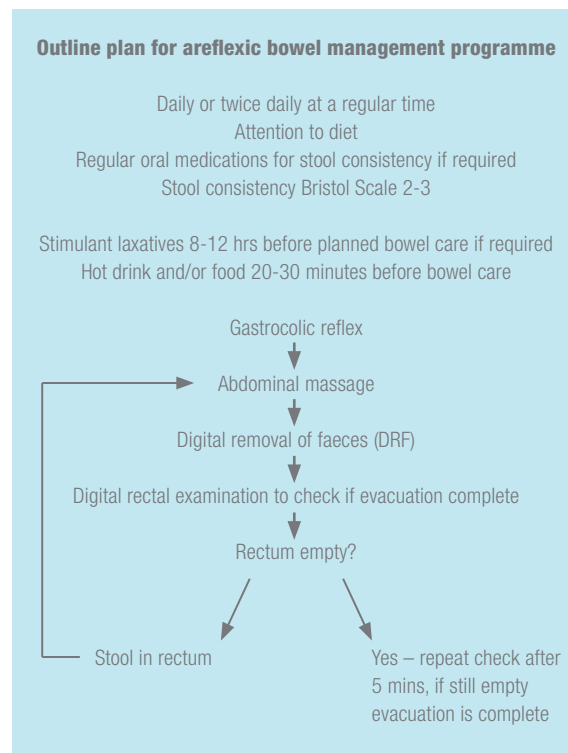 Outline plan for areflexic bowel management programme
Daily or twice daily at a regular time
Attention to diet
Regular oral medications for stool consistency if required
Stool consistency Bristol Scale 2-3
Stimulant laxatives 8-12 hrs before planned bowel care if required
Hot drink and/or food 20-30 minutes before bowel care
Gastrocolic reflex
Abdominal massage
Digital removal of faeces (DRF)
Digital rectal examination to check if evacuation complete
Rectum empty?
Stool in rectum
Yes – repeat check after
5 mins, if still empty
evacuation is complete